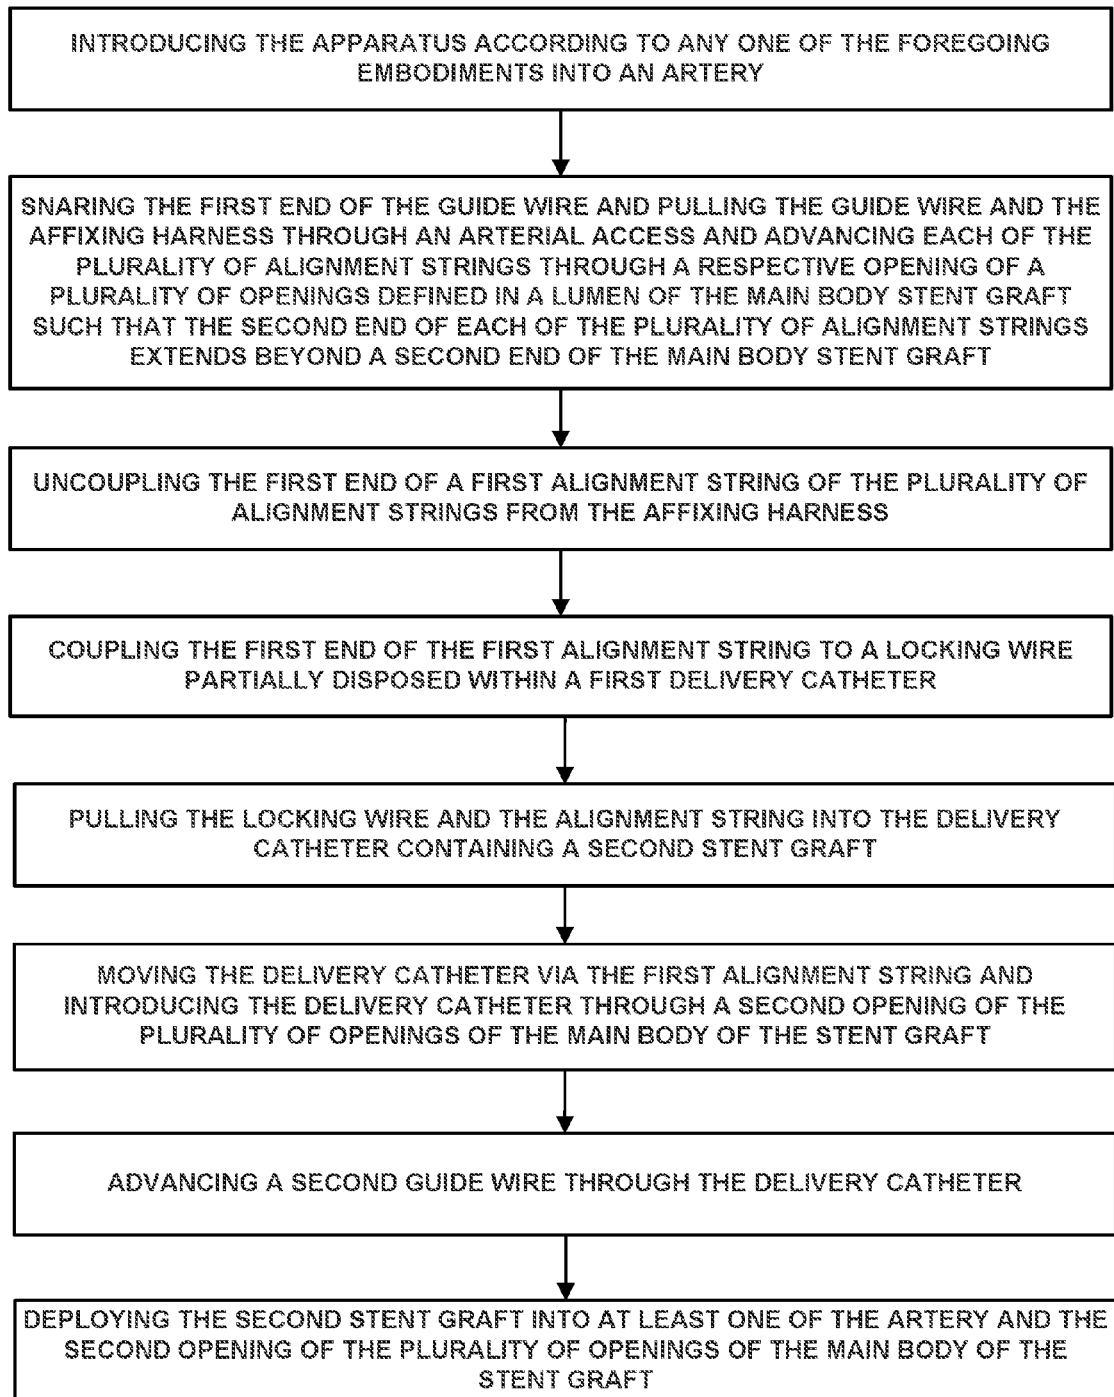 INTRODUCING THE APPARATUS ACCORDING TO ANY ONE OF THE FOREGOING
EMBODIMENTS INTO AN ARTERY
SNARING THE FIRST END OF THE GUIDE WIRE AND PULLING THE GUIDE WIRE AND THE
AFFIXING HARNESS THROUGH AN ARTERIAL ACCESS AND ADVANCING EACH OF THE
PLURALITY OF ALIGNMENT STRINGS THROUGH A RESPECTIVE OPENING OF A
PLURALITY OF OPENINGS DEFINED IN A LUMEN OF THE MAIN BODY STENT GRAFT
SUCH THAT THE SECOND END OF EACH OF THE PLURALITY OF ALIGNMENT STRINGS
EXTENDS BEYOND A SECOND END OF THE MAIN BODY STENT GRAFT
UNCOUPLING THE FIRST END OF A FIRST ALIGNMENT STRING OF THE PLURALITY OF
ALIGNMENT STRINGS FROM THE AFFIXING HARNESS
COUPLING THE FIRST END OF THE FIRST ALIGNMENT STRING TO A LOCKING WIRE
PARTIALLY DISPOSED WITHIN A FIRST DELIVERY CATHETER
PULLING THE LOCKING WIRE AND THE ALIGNMENT STRING INTO THE DELIVERY
CATHETER CONTAINING A SECOND STENT GRAFT
MOVING THE DELIVERY CATHETER VIA THE FIRST ALIGNMENT STRING AND
INTRODUCING THE DELIVERY CATHETER THROUGH A SECOND OPENING OF THE
PLURALITY OF OPENINGS OF THE MAIN BODY OF THE STENT GRAFT
ADVANCING A SECOND GUIDE WIRE THROUGH THE DELIVERY CATHETER
DEPLOYING THE SECOND STENT GRAFT INTO AT LEAST ONE OF THE ARTERY AND THE
SECOND OPENING OF THE PLURALITY OF OPENINGS OF THE MAIN BODY OF THE
STENT GRAFT